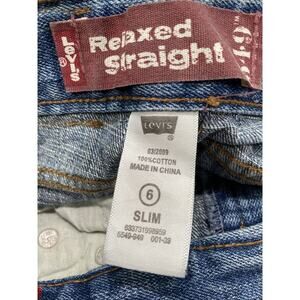 LEVI'S
Relaxed
Straight
Levi's
03/2009
100%COTTON
MADE IN CHINA
6
SLIM
6549-949 001-39